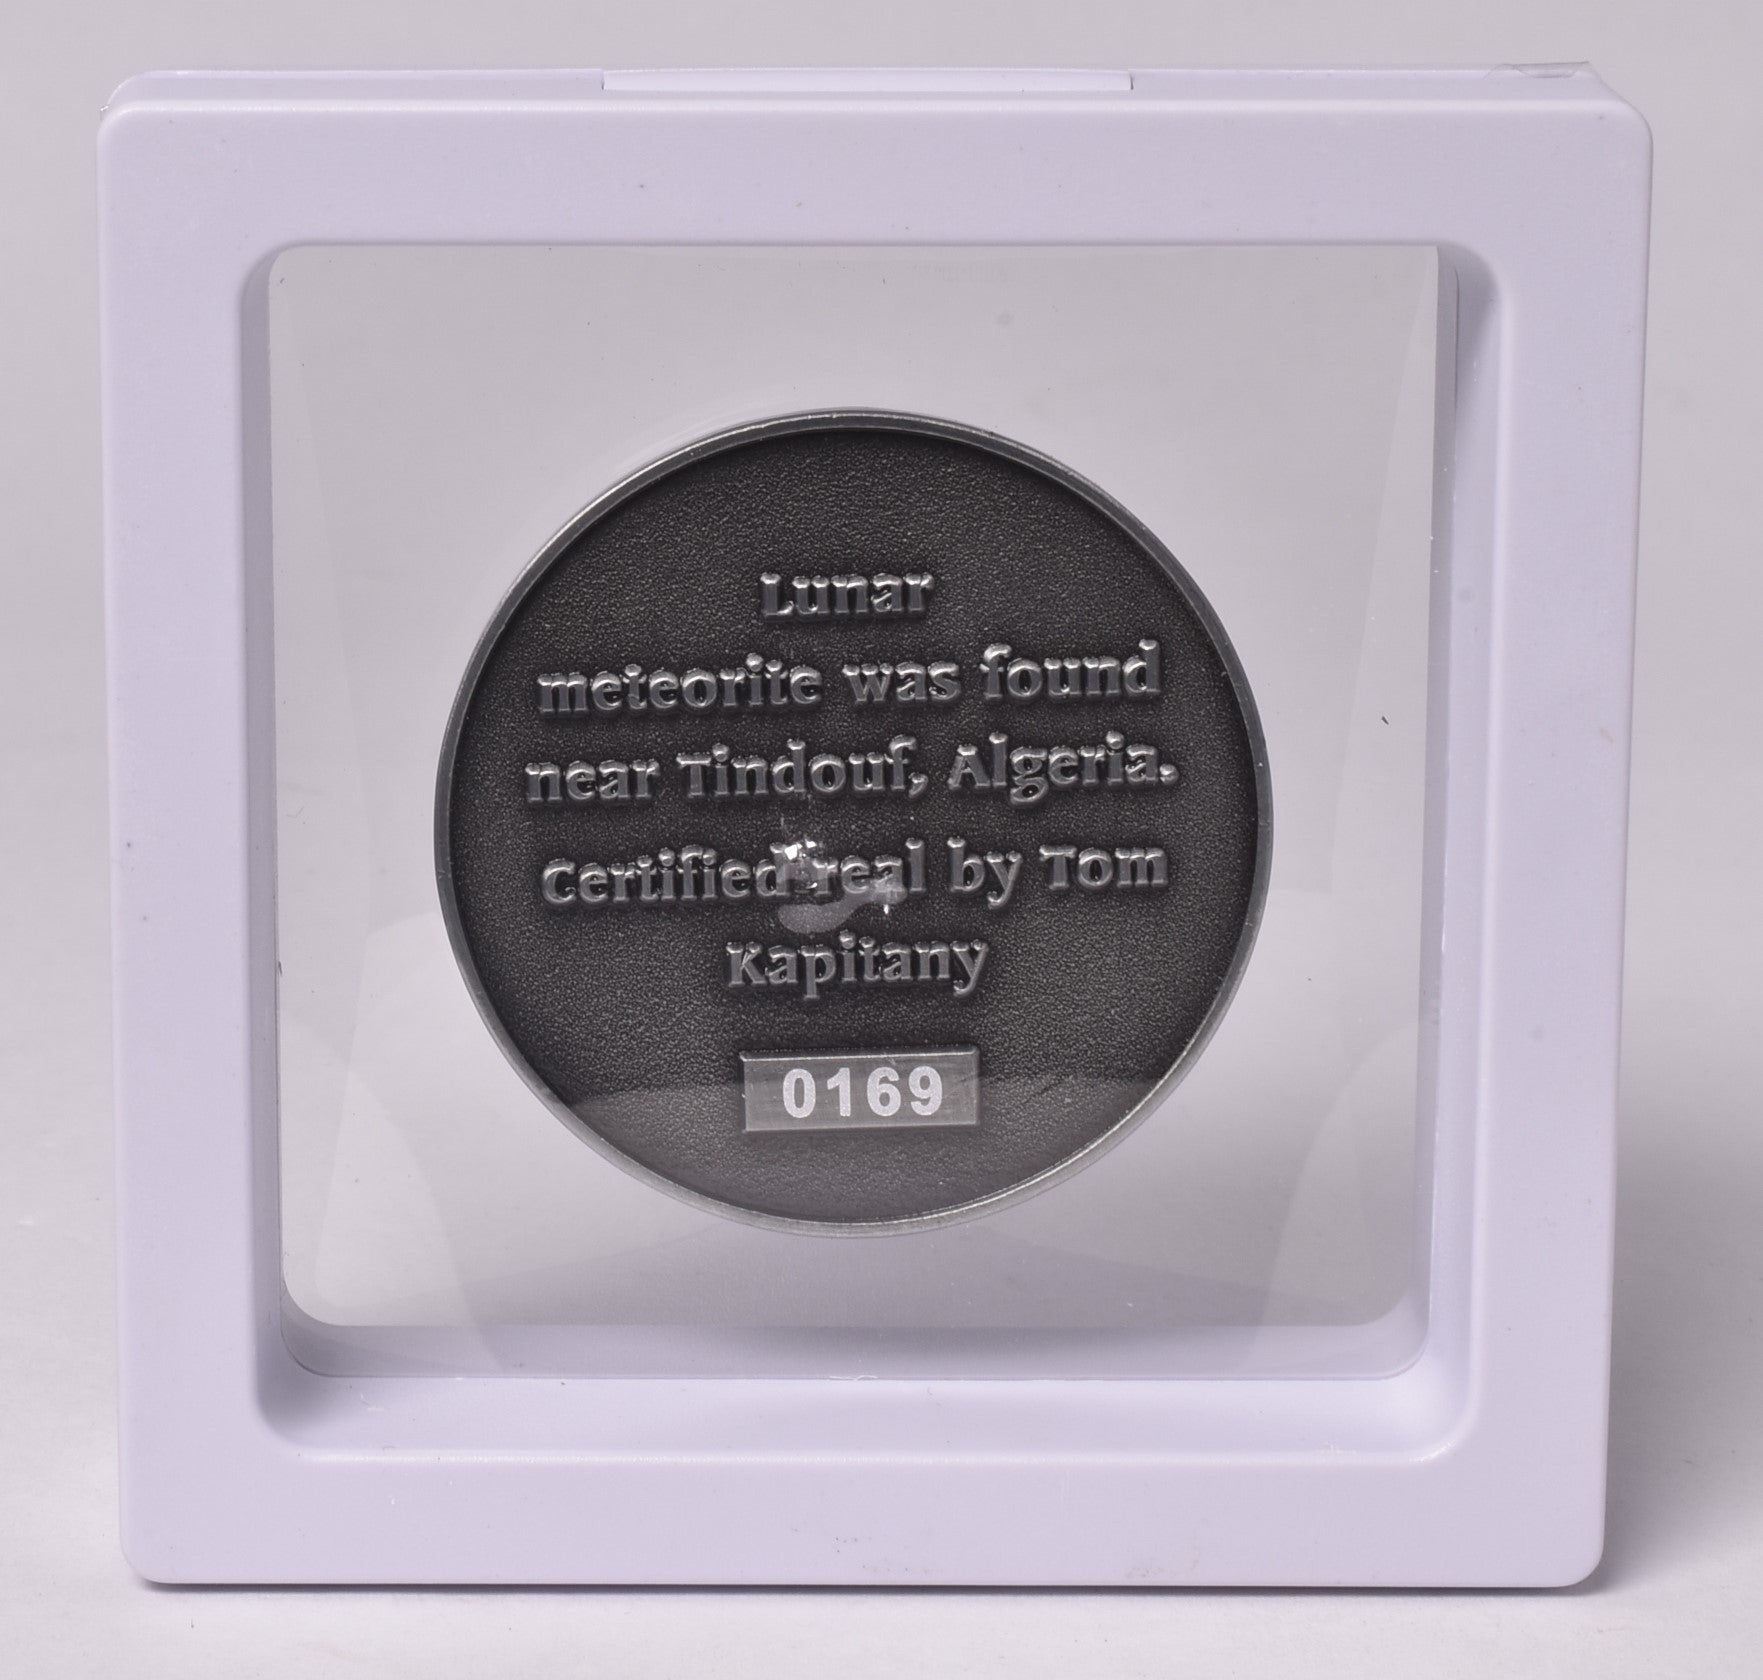 Lunar
meteorite was found
near Tindouf, Algeria.
Certified real by Tom
Kapitany
0169